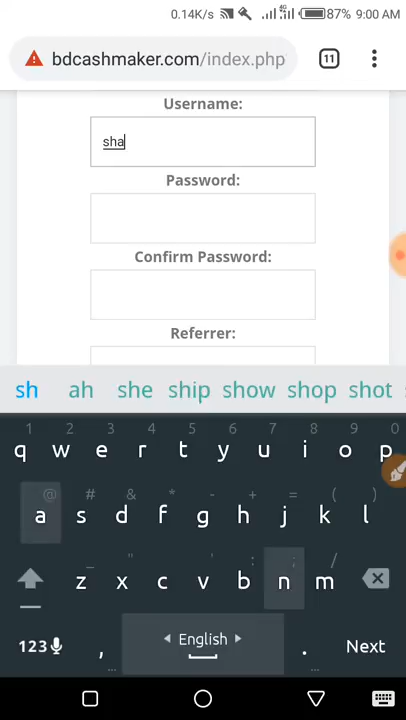 0.14K/s 4G 87% 9:00 AM
bdcashmaker.com/index.php 11
Username:
sha
Password:
Confirm Password:
Referrer:
sh ah she ship show shop shot
1 2 3 4 5 6 7 8 9 0
q w e r t y u i o p
@ # & * - + = ( )
a s d f g h j k l
_ " ' : ; /
z x c v b n m
123 , English . Next